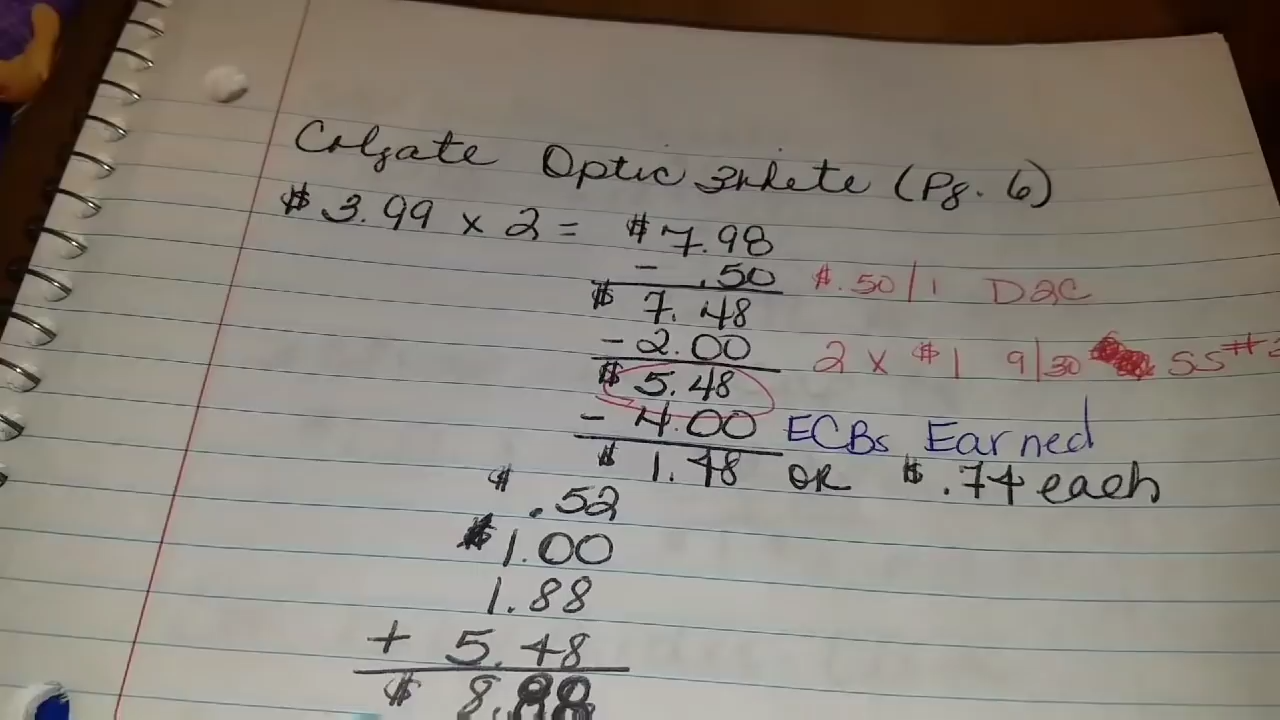 Colgate Optic White (Pg. 6)
$3.99 x 2 = $7.98
- .50 $.50/1 D2C
$ 7.48
- 2.00 2 x $1 9/30 SS#
$ 5.48
- 4.00 ECBs Earned
$ 1.48 OR $.74 each
$ .52
$1.00
1.88
+ 5.48
$ 8.88